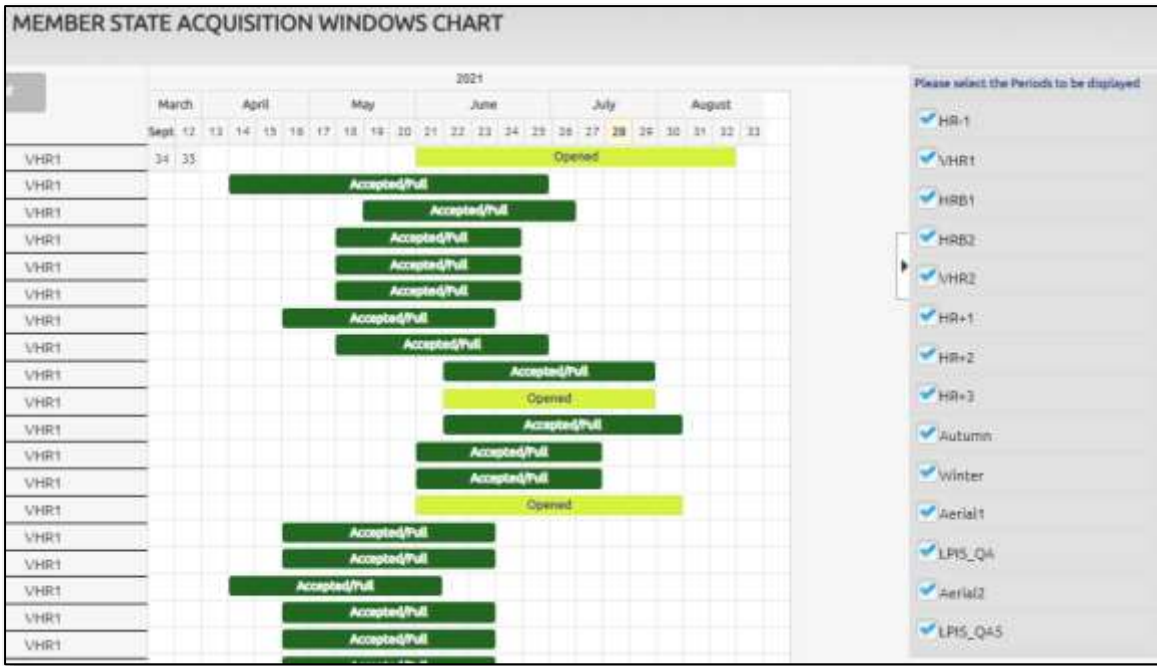 MEMBER STATE ACQUISITION WINDOWS CHART
2021
March April May June July August
Sept 12 13 14 15 16 17 18 19 20 21 22 23 24 25 26 27 28 29 30 31 32 33
VHR1 34 35 Opened
VHR1 Accepted/Full
VHR1 Accepted/Full
VHR1 Accepted/Full
VHR1 Accepted/Full
VHR1 Accepted/Full
VHR1 Accepted/Full
VHR1 Accepted/Full
VHR1 Accepted/Full
VHR1 Opened
VHR1 Accepted/Full
VHR1 Accepted/Full
VHR1 Accepted/Full
VHR1 Opened
VHR1 Accepted/Full
VHR1 Accepted/Full
VHR1 Accepted/Full
VHR1 Accepted/Full
VHR1 Accepted/Full
Please select the Periods to be displayed
HR-1
VHR1
HRB1
HRB2
VHR2
HR+1
HR+2
HR+3
Autumn
Winter
Aerial1
LPIS_QA
Aerial2
LPIS_QAS